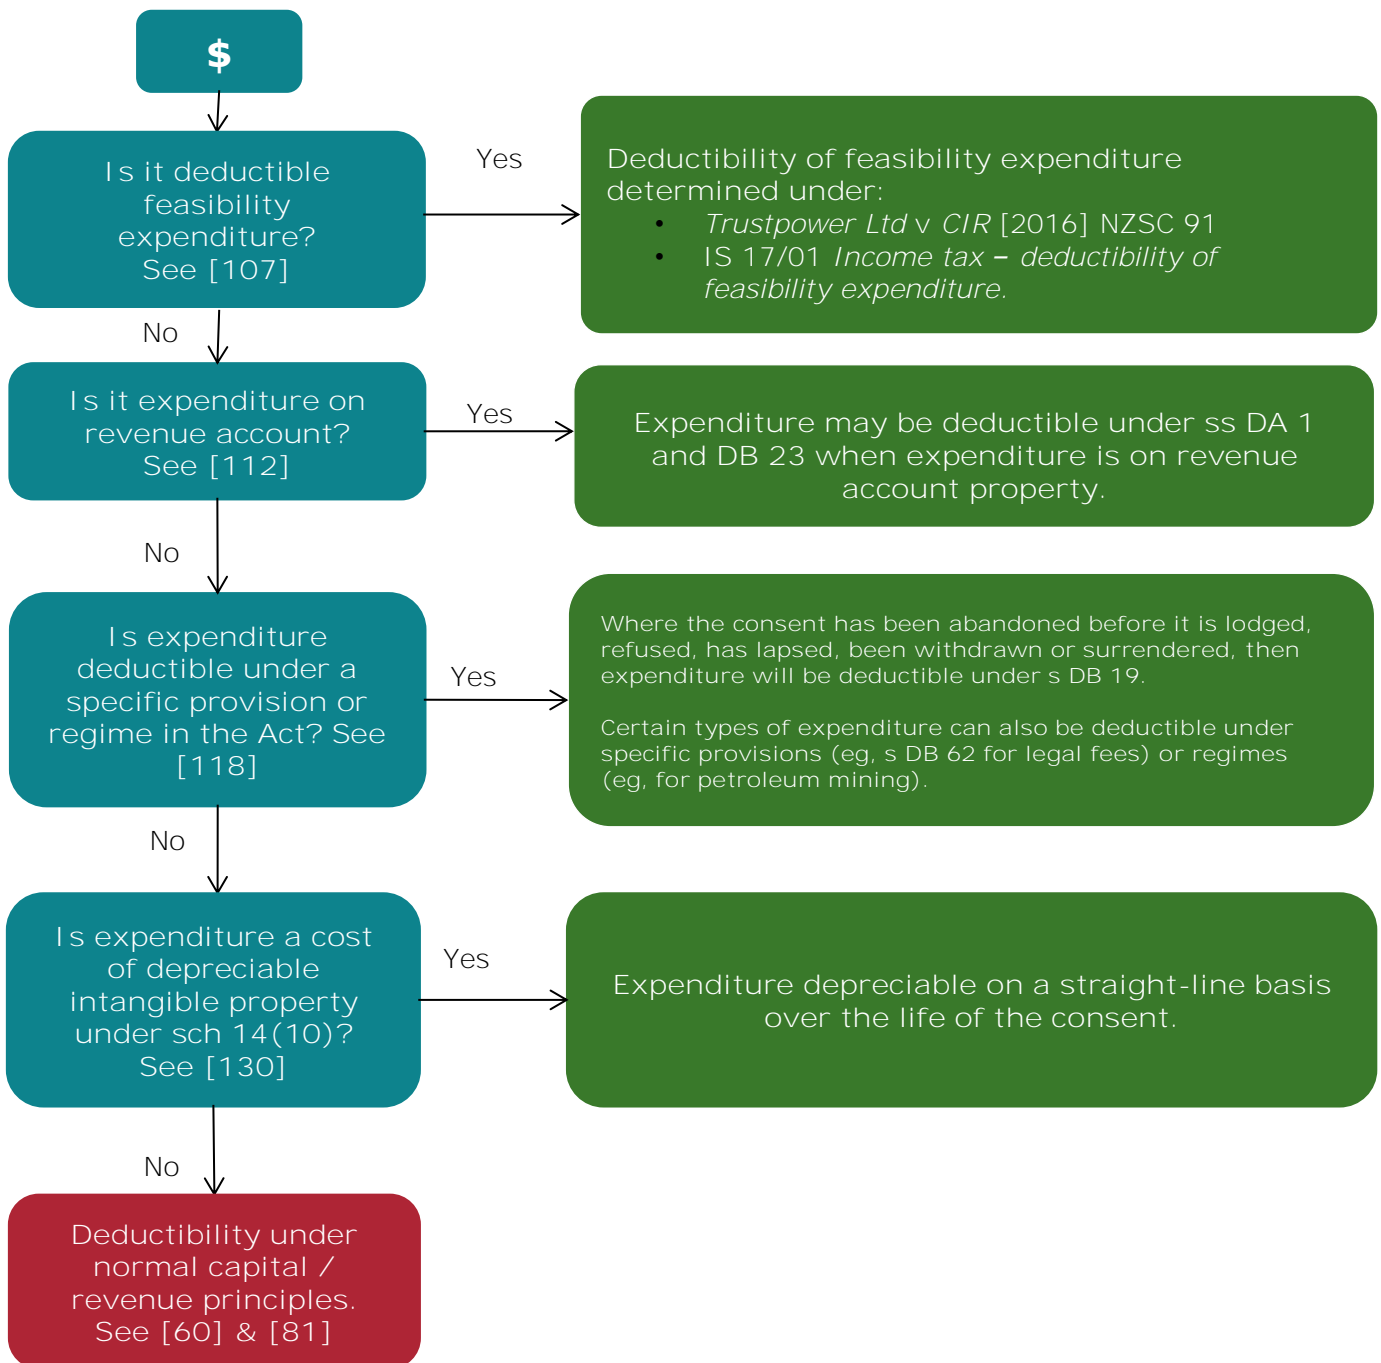 $
Is it deductible
feasibility
expenditure?
See [107]
Yes
Deductibility of feasibility expenditure
determined under:
• Trustpower Ltd v CIR [2016] NZSC 91
• IS 17/01 Income tax – deductibility of
feasibility expenditure.
No
Is it expenditure on
revenue account?
See [112]
Yes
Expenditure may be deductible under ss DA 1
and DB 23 when expenditure is on revenue
account property.
No
Is expenditure
deductible under a
specific provision or
regime in the Act? See
[118]
Yes
Where the consent has been abandoned before it is lodged,
refused, has lapsed, been withdrawn or surrendered, then
expenditure will be deductible under s DB 19.
Certain types of expenditure can also be deductible under
specific provisions (eg, s DB 62 for legal fees) or regimes
(eg, for petroleum mining).
No
Is expenditure a cost
of depreciable
intangible property
under sch 14(10)?
See [130]
Yes
Expenditure depreciable on a straight-line basis
over the life of the consent.
No
Deductibility under
normal capital /
revenue principles.
See [60] & [81]